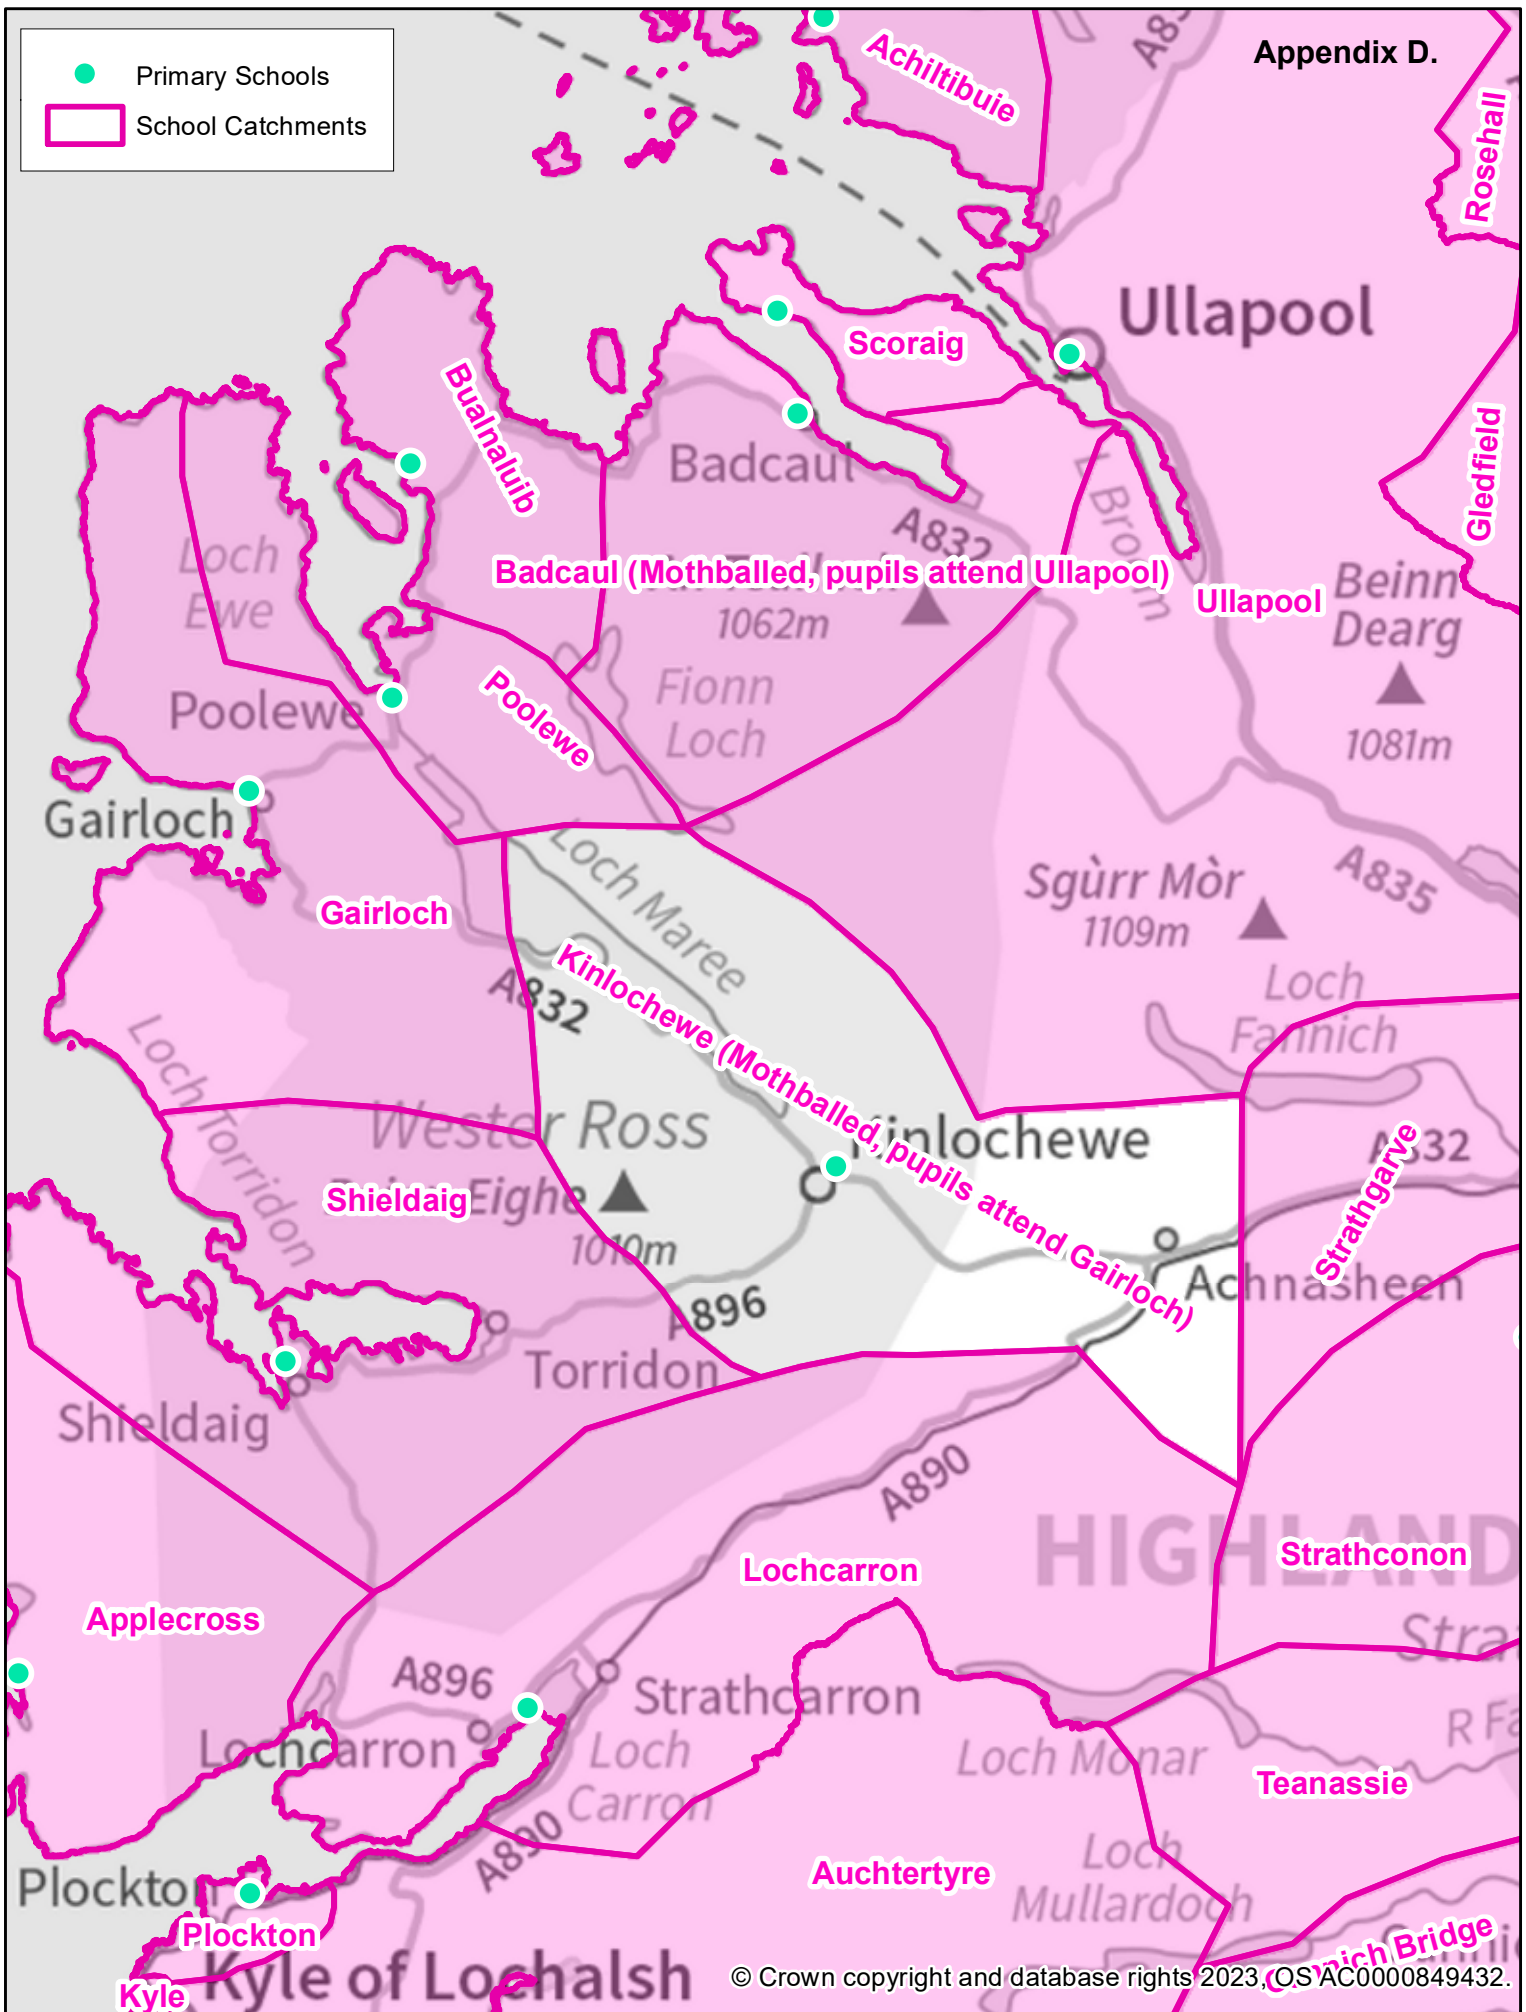 Primary Schools
School Catchments
Appendix D.
Achiltibuie
Rosehall
Ullapool
Scoraig
Bualnaluib
Badcaul
Gledfield
L Broom
A832
Loch
Ewe
Badcaul (Mothballed, pupils attend Ullapool)
1062m
Ullapool
Beinn
Dearg
1081m
Poolewe
Poolewe
Fionn
Loch
Gairloch
Loch Maree
Sgùrr Mòr
1109m
A835
Gairloch
Loch
Fannich
A832
Kinlochewe (Mothballed, pupils attend Gairloch)
Loch Torridon
Wester Ross
Kinlochewe
A832
Strathgarve
Shieldaig
Eighe
1010m
Achnasheen
A896
Torridon
Shieldaig
A890
HIGHLAND
Strathconon
Lochcarron
Applecross
A896
Strathcarron
Lochcarron
Loch
Carron
Loch Monar
Teanassie
A890
Auchtertyre
Loch
Mullardoch
Plockton
Plockton
Kyle of Lochalsh
Kyle
Bridge
© Crown copyright and database rights 2023, OS AC0000849432.